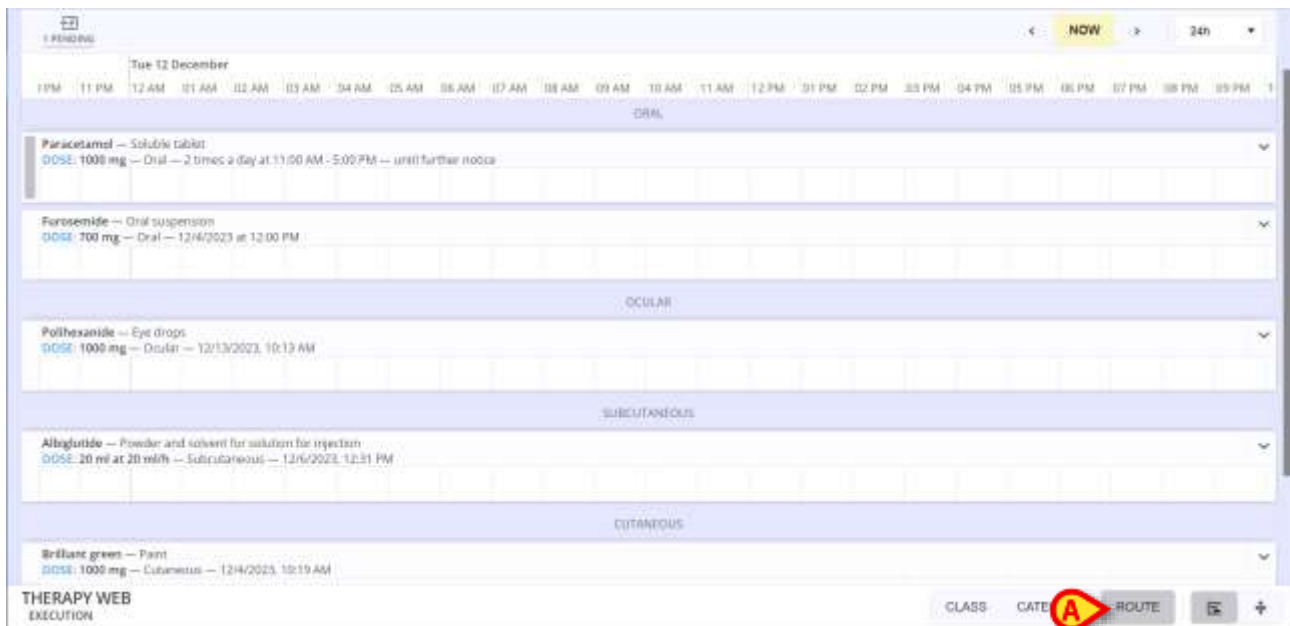 1 PENDING
< NOW > 24h
Tue 12 December
11 PM 12 AM 01 AM 02 AM 03 AM 04 AM 05 AM 06 AM 07 AM 08 AM 09 AM 10 AM 11 AM 12 PM 01 PM 02 PM 03 PM 04 PM 05 PM 06 PM 07 PM 08 PM 09 PM
ORAL
Paracetamol — Soluble tablet
DOSE: 1000 mg — Oral — 2 times a day at 11:00 AM - 5:00 PM — until further notice
Furosemide — Oral suspension
DOSE: 700 mg — Oral — 12/4/2023 at 12:00 PM
OCULAR
Polihexanide — Eye drops
DOSE: 1000 mg — Ocular — 12/13/2023, 10:13 AM
SUBCUTANEOUS
Albiglutide — Powder and solvent for solution for injection
DOSE: 20 ml at 20 ml/h — Subcutaneous — 12/6/2023, 12:31 PM
CUTANEOUS
Brilliant green — Paint
DOSE: 1000 mg — Cutaneous — 12/4/2023, 10:19 AM
THERAPY WEB
EXECUTION
CLASS CATE A ROUTE